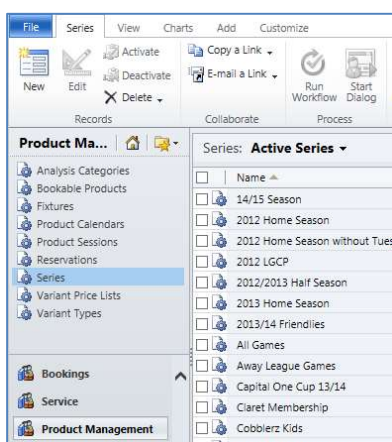 File Series View Charts Add Customize
New
Edit
Activate
Deactivate
Delete
Copy a Link
E-mail a Link
Run Workflow
Start Dialog
Records Collaborate Process
Product Ma...
Analysis Categories
Bookable Products
Fixtures
Product Calendars
Product Sessions
Reservations
Series
Variant Price Lists
Variant Types
Bookings
Service
Product Management
Series: Active Series
Name
14/15 Season
2012 Home Season
2012 Home Season without Tues
2012 LGCP
2012/2013 Half Season
2013 Home Season
2013/14 Friendlies
All Games
Away League Games
Capital One Cup 13/14
Claret Membership
Cobblerz Kids